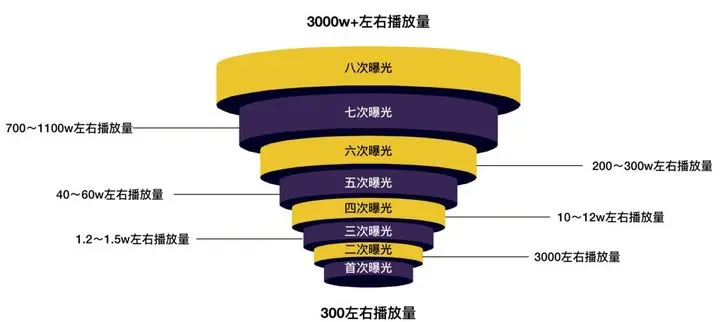 3000w+左右播放量
八次曝光
七次曝光
700～1100w左右播放量
六次曝光
200～300w左右播放量
五次曝光
40～60w左右播放量
四次曝光
10～12w左右播放量
三次曝光
1.2～1.5w左右播放量
二次曝光
3000左右播放量
首次曝光
300左右播放量